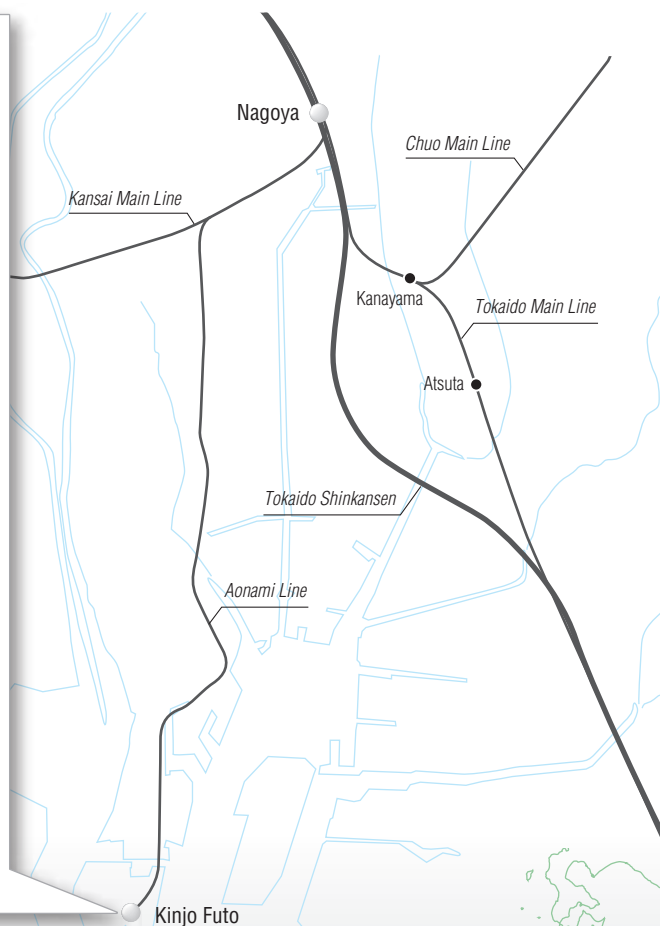 Nagoya
Chuo Main Line
Kansai Main Line
Kanayama
Tokaido Main Line
Atsuta
Tokaido Shinkansen
Aonami Line
Kinjo Futo